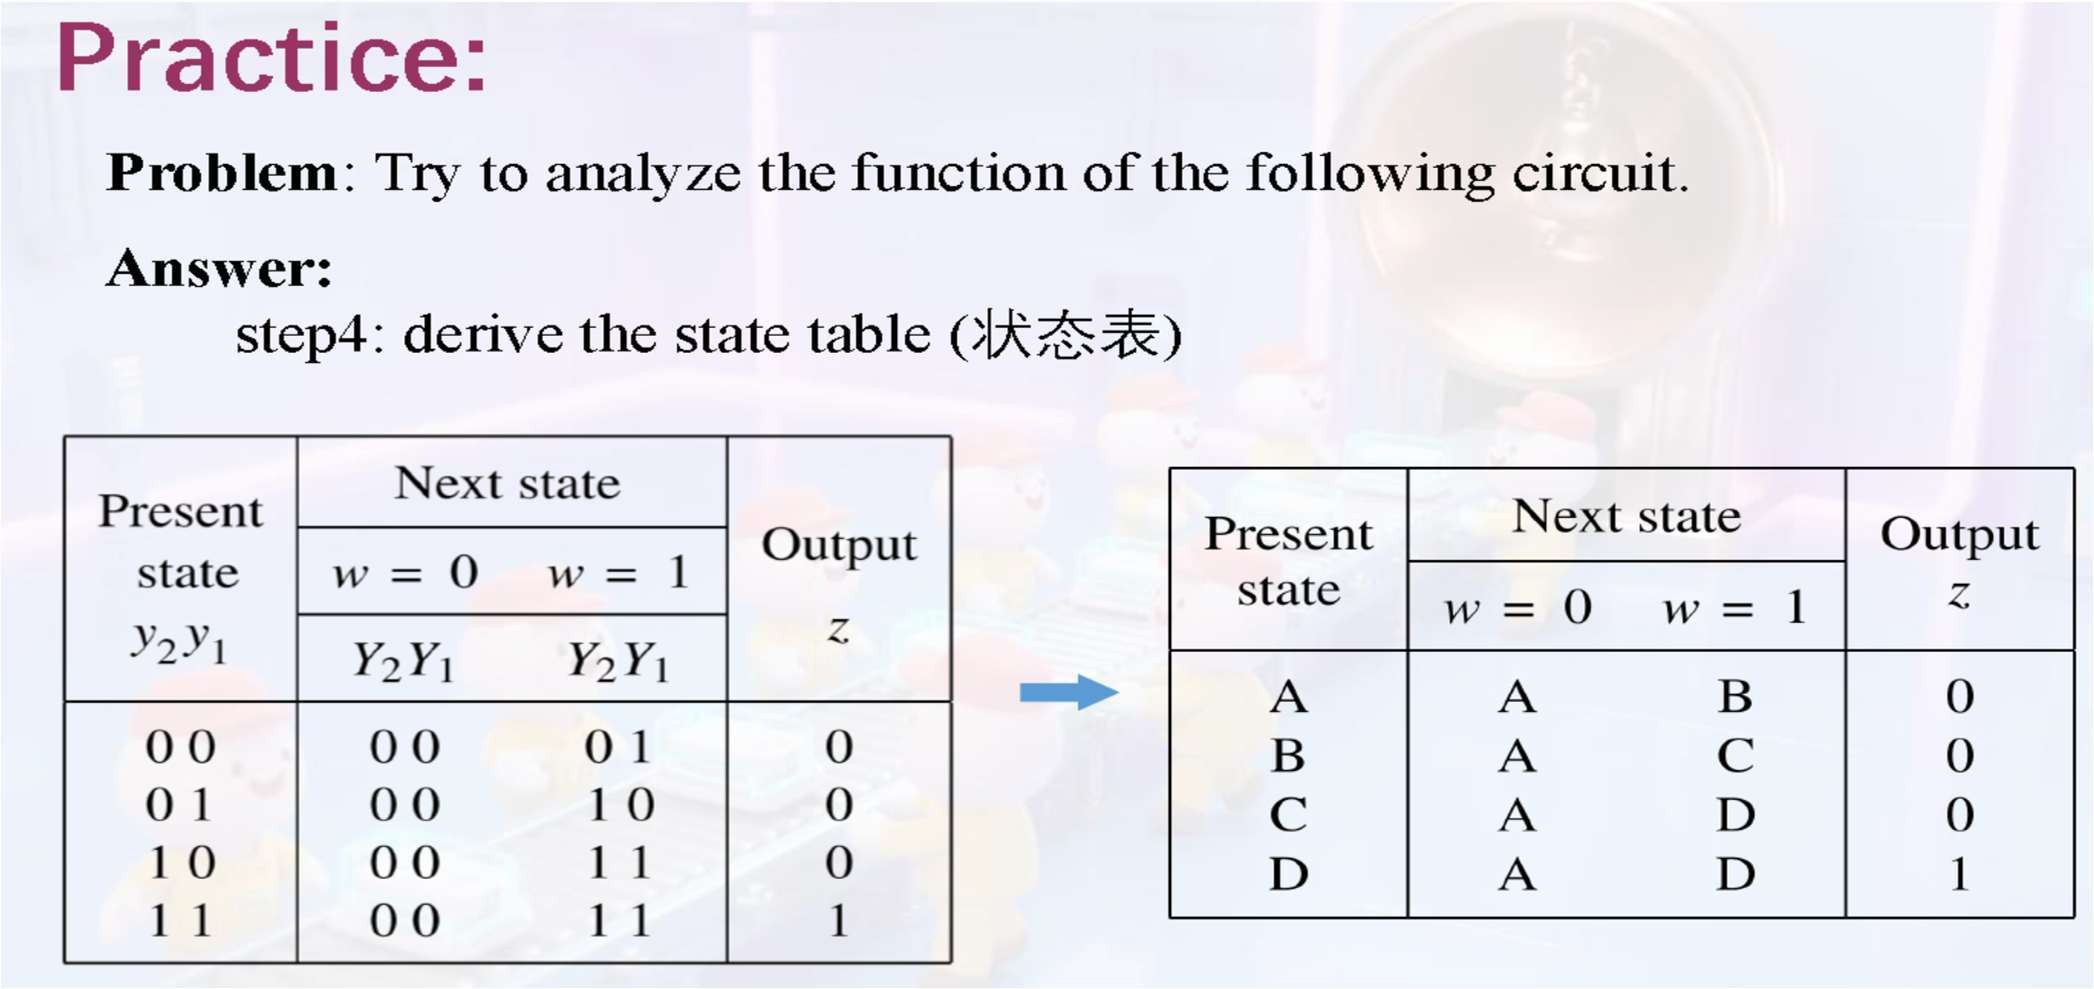 Practice:
Problem: Try to analyze the function of the following circuit.
Answer:
step4: derive the state table (状态表)
Present state y₂y₁ | Next state | Output z
w = 0 | w = 1
Y₂Y₁ | Y₂Y₁
0 0 | 0 0 | 0 1 | 0
0 1 | 0 0 | 1 0 | 0
1 0 | 0 0 | 1 1 | 0
1 1 | 0 0 | 1 1 | 1
Present state | Next state | Output z
w = 0 | w = 1
A | A | B | 0
B | A | C | 0
C | A | D | 0
D | A | D | 1